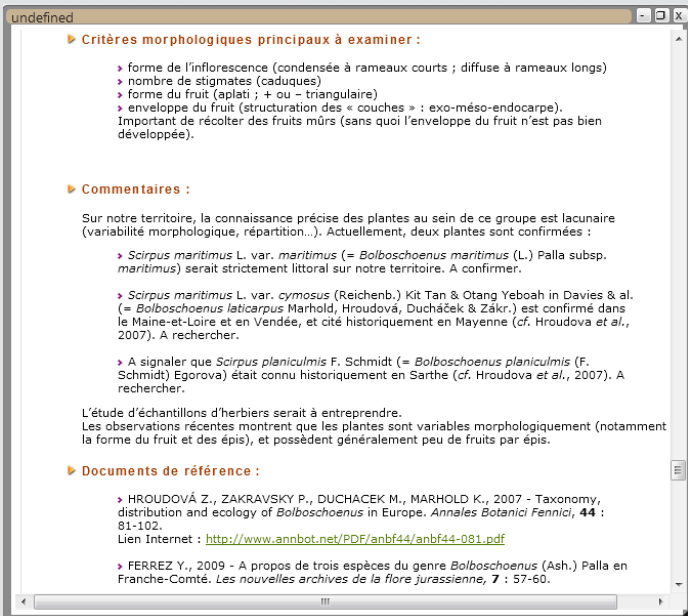 undefined
Critères morphologiques principaux à examiner :
forme de l'inflorescence (condensée à rameaux courts ; diffuse à rameaux longs)
nombre de stigmates (caduques)
forme du fruit (aplati ; + ou – triangulaire)
enveloppe du fruit (structuration des « couches » : exo-méso-endocarpe).
Important de récolter des fruits mûrs (sans quoi l'enveloppe du fruit n'est pas bien
développée).
Commentaires :
Sur notre territoire, la connaissance précise des plantes au sein de ce groupe est lacunaire
(variabilité morphologique, répartition…). Actuellement, deux plantes sont confirmées :
Scirpus maritimus L. var. maritimus (= Bolboschoenus maritimus (L.) Palla subsp.
maritimus) serait strictement littoral sur notre territoire. A confirmer.
Scirpus maritimus L. var. cymosus (Reichenb.) Kit Tan & Otang Yeboah in Davies & al.
(= Bolboschoenus laticarpus Marhold, Hroudová, Ducháček & Zákr.) est confirmé dans
le Maine-et-Loire et en Vendée, et cité historiquement en Mayenne (cf. Hroudova et al.,
2007). A rechercher.
A signaler que Scirpus planiculmis F. Schmidt (= Bolboschoenus planiculmis (F.
Schmidt) Egorova) était connu historiquement en Sarthe (cf. Hroudova et al., 2007). A
rechercher.
L'étude d'échantillons d'herbiers serait à entreprendre.
Les observations récentes montrent que les plantes sont variables morphologiquement (notamment
la forme du fruit et des épis), et possèdent généralement peu de fruits par épis.
Documents de référence :
HROUDOVÁ Z., ZAKRAVSKY P., DUCHACEK M., MARHOLD K., 2007 - Taxonomy,
distribution and ecology of Bolboschoenus in Europe. Annales Botanici Fennici, 44 :
81-102.
Lien Internet : http://www.annbot.net/PDF/anbf44/anbf44-081.pdf
FERREZ Y., 2009 - A propos de trois espèces du genre Bolboschoenus (Ash.) Palla en
Franche-Comté. Les nouvelles archives de la flore jurassienne, 7 : 57-60.